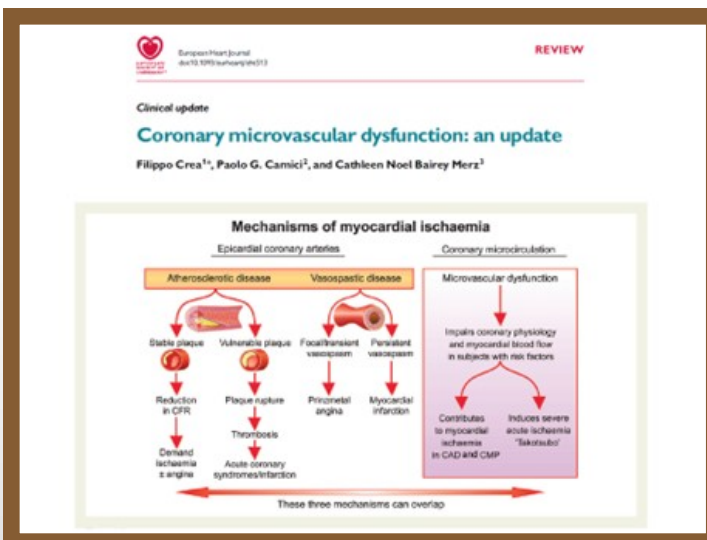 European Heart Journal
REVIEW
Clinical update
Coronary microvascular dysfunction: an update
Filippo Crea1*, Paolo G. Camici2, and Cathleen Noel Bairey Merz3
Mechanisms of myocardial ischaemia
Epicardial coronary arteries
Coronary microcirculation
Atherosclerotic disease
Vasospastic disease
Microvascular dysfunction
Stable plaque
Vulnerable plaque
Focal/transient
vasospasm
Persistent
vasospasm
Impairs coronary physiology
and myocardial blood flow
in subjects with risk factors
Reduction
in CFR
Plaque rupture
Prinzmetal
angina
Myocardial
infarction
Thrombosis
Contributes
to myocardial
ischaemia
in CAD and CMP
Induces severe
acute ischaemia
'Takotsubo'
Demand
ischaemia
± angina
Acute coronary
syndromes/infarction
These three mechanisms can overlap